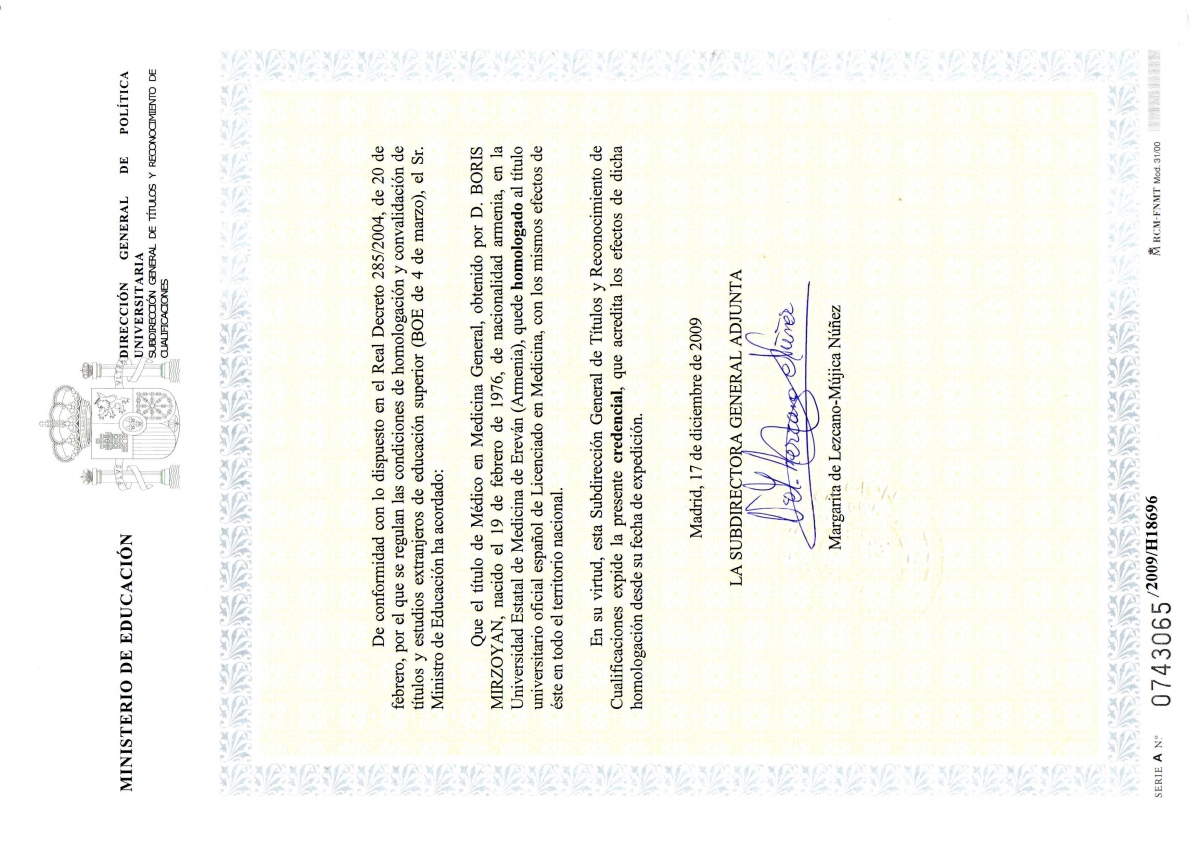 MINISTERIO DE EDUCACIÓN
DIRECCIÓN GENERAL DE POLÍTICA
UNIVERSITARIA
SUBDIRECCIÓN GENERAL DE TÍTULOS Y RECONOCIMIENTO DE
CUALIFICACIONES
De conformidad con lo dispuesto en el Real Decreto 285/2004, de 20 de
febrero, por el que se regulan las condiciones de homologación y convalidación de
títulos y estudios extranjeros de educación superior (BOE de 4 de marzo), el Sr.
Ministro de Educación ha acordado:
Que el título de Médico en Medicina General, obtenido por D. BORIS
MIRZOYAN, nacido el 19 de febrero de 1976, de nacionalidad armenia, en la
Universidad Estatal de Medicina de Ereván (Armenia), quede homologado al título
universitario oficial español de Licenciado en Medicina, con los mismos efectos de
éste en todo el territorio nacional.
En su virtud, esta Subdirección General de Títulos y Reconocimiento de
Cualificaciones expide la presente credencial, que acredita los efectos de dicha
homologación desde su fecha de expedición.
Madrid, 17 de diciembre de 2009
LA SUBDIRECTORA GENERAL ADJUNTA
Margarita de Lezcano-Mújica Núñez
SERIE A N.º 0743065 /2009/H18696
RCM-FNMT Mod. 31/00